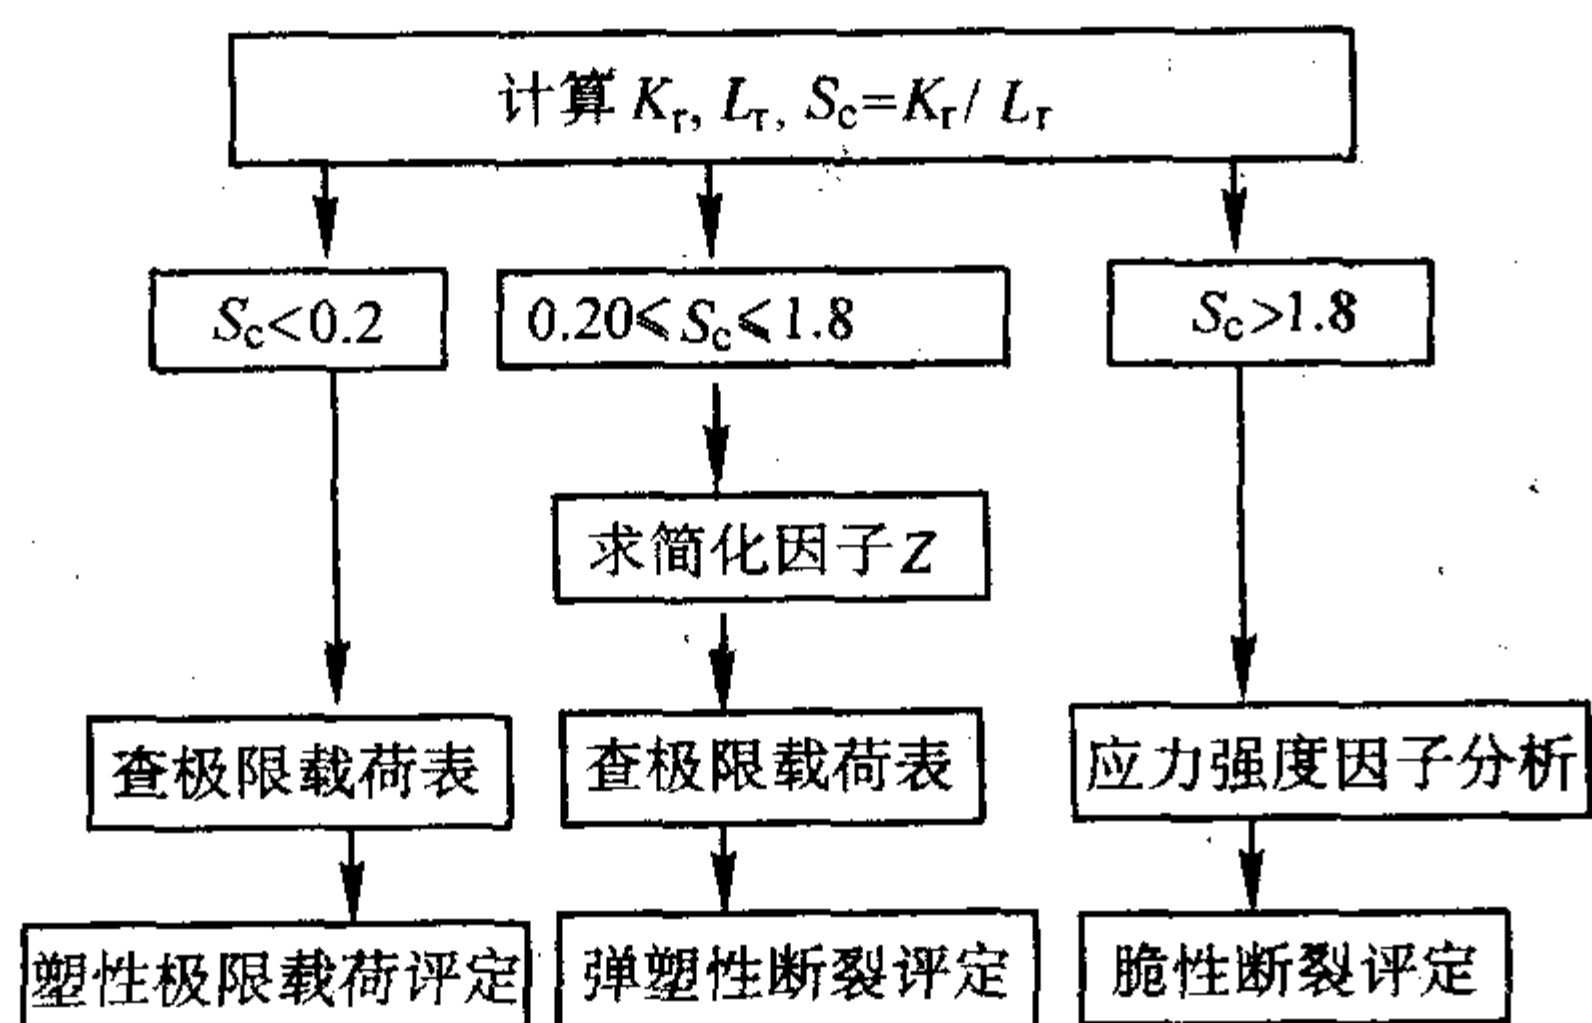 计算 Kr, Lr, Sc=Kr/ Lr
Sc<0.2
0.20≤Sc≤1.8
Sc>1.8
求简化因子Z
查极限载荷表
查极限载荷表
应力强度因子分析
塑性极限载荷评定
弹塑性断裂评定
脆性断裂评定